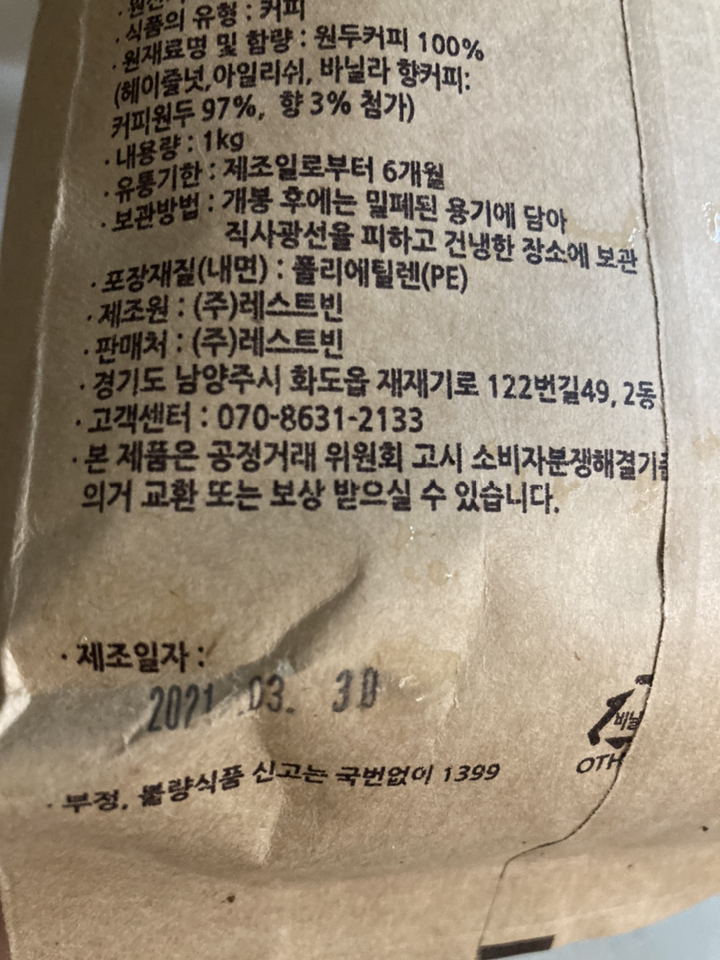 · 식품의 유형 : 커피
· 원재료명 및 함량 : 원두커피 100%
(헤이즐넛,아일리쉬, 바닐라 향커피:
커피원두 97%, 향 3% 첨가)
· 내용량 : 1kg
· 유통기한 : 제조일로부터 6개월
· 보관방법 : 개봉 후에는 밀폐된 용기에 담아
직사광선을 피하고 건냉한 장소에 보관
· 포장재질(내면) : 폴리에틸렌(PE)
· 제조원 : (주)레스트빈
· 판매처 : (주)레스트빈
· 경기도 남양주시 화도읍 재재기로 122번길49, 2동
· 고객센터 : 070-8631-2133
· 본 제품은 공정거래 위원회 고시 소비자분쟁해결기준
의거 교환 또는 보상 받으실 수 있습니다.
· 제조일자 :
2021 .03. 30
비닐
OTH
· 부정, 불량식품 신고는 국번없이 1399